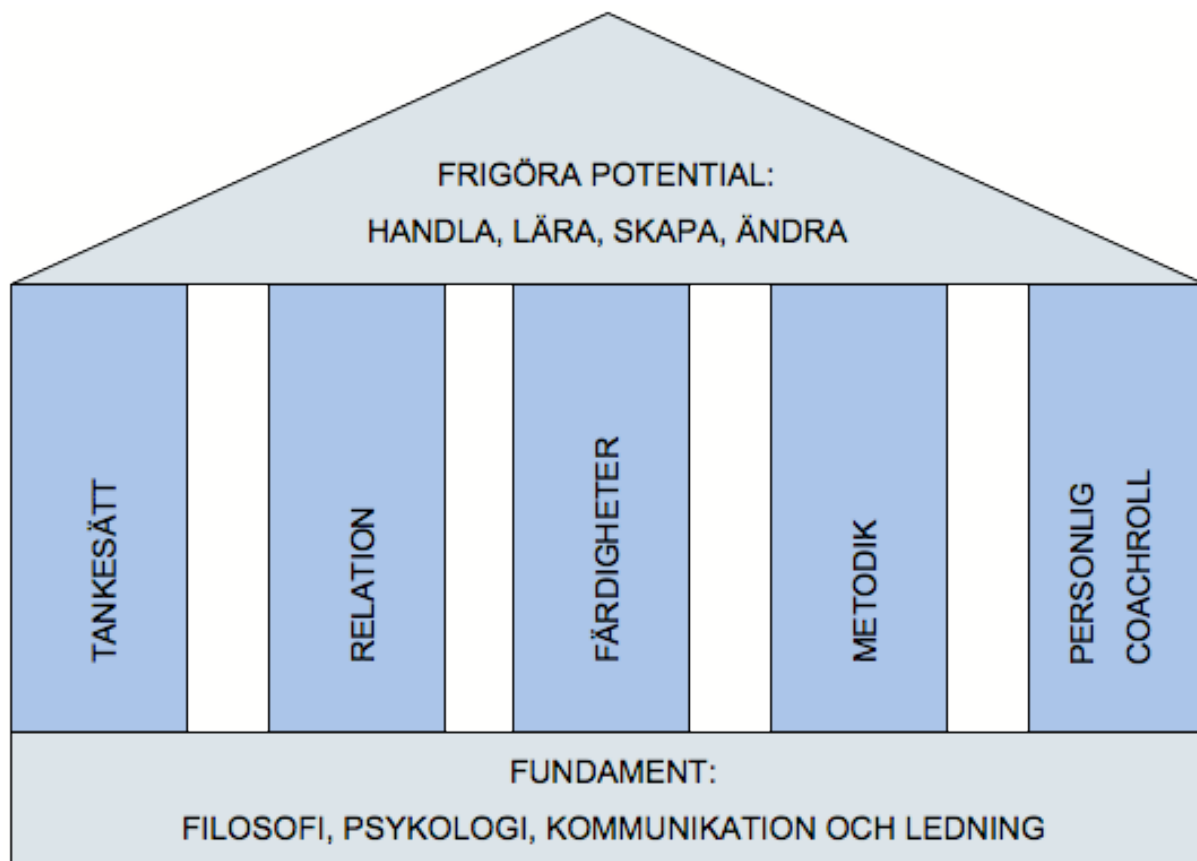 FRIGÖRA POTENTIAL:
HANDLA, LÄRA, SKAPA, ÄNDRA
TANKESÄTT
RELATION
FÄRDIGHETER
METODIK
PERSONLIG
COACHROLL
FUNDAMENT:
FILOSOFI, PSYKOLOGI, KOMMUNIKATION OCH LEDNING